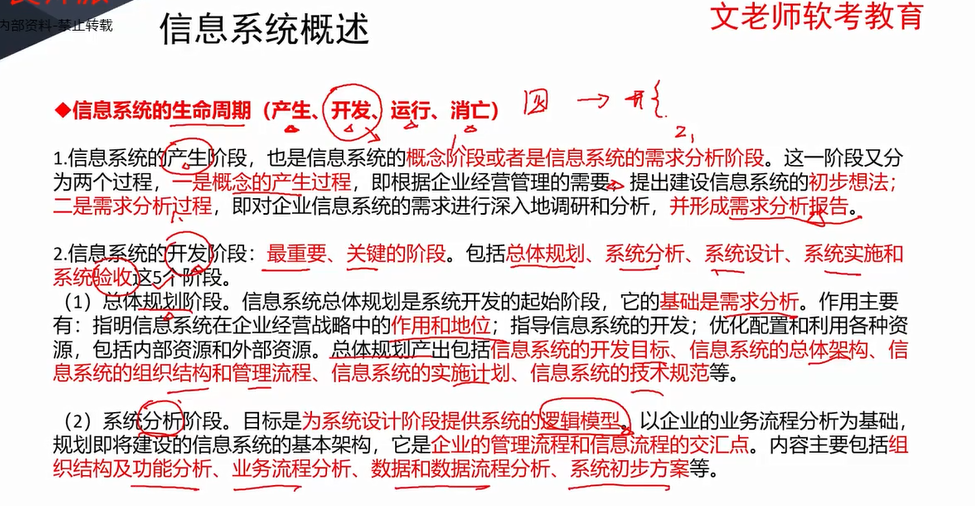 内部资料-禁止转载
信息系统概述
文老师软考教育
◆信息系统的生命周期（产生、开发、运行、消亡）
1.信息系统的产生阶段，也是信息系统的概念阶段或者是信息系统的需求分析阶段。这一阶段又分
为两个过程，一是概念的产生过程，即根据企业经营管理的需要，提出建设信息系统的初步想法；
二是需求分析过程，即对企业信息系统的需求进行深入地调研和分析，并形成需求分析报告。
2.信息系统的开发阶段：最重要、关键的阶段。包括总体规划、系统分析、系统设计、系统实施和
系统验收这5个阶段。
（1）总体规划阶段。信息系统总体规划是系统开发的起始阶段，它的基础是需求分析。作用主要
有：指明信息系统在企业经营战略中的作用和地位；指导信息系统的开发；优化配置和利用各种资
源，包括内部资源和外部资源。总体规划产出包括信息系统的开发目标、信息系统的总体架构、信
息系统的组织结构和管理流程、信息系统的实施计划、信息系统的技术规范等。
（2）系统分析阶段。目标是为系统设计阶段提供系统的逻辑模型。以企业的业务流程分析为基础，
规划即将建设的信息系统的基本架构，它是企业的管理流程和信息流程的交汇点。内容主要包括组
织结构及功能分析、业务流程分析、数据和数据流程分析、系统初步方案等。